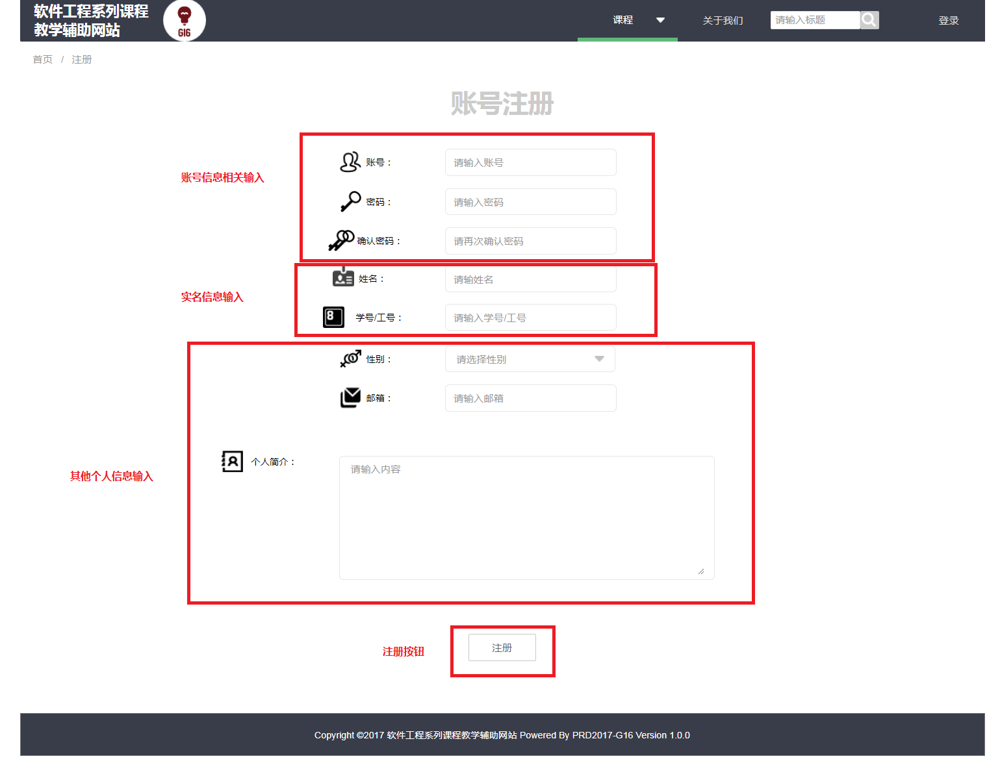 软件工程系列课程
教学辅助网站
G16
课程
关于我们
请输入标题
登录
首页 / 注册
账号注册
账号信息相关输入
账号：
请输入账号
密码：
请输入密码
确认密码：
请再次确认密码
实名信息输入
姓名：
请输姓名
8
学号/工号：
请输入学号/工号
性别：
请选择性别
邮箱：
请输入邮箱
其他个人信息输入
个人简介：
请输入内容
注册按钮
注册
Copyright ©2017 软件工程系列课程教学辅助网站 Powered By PRD2017-G16 Version 1.0.0